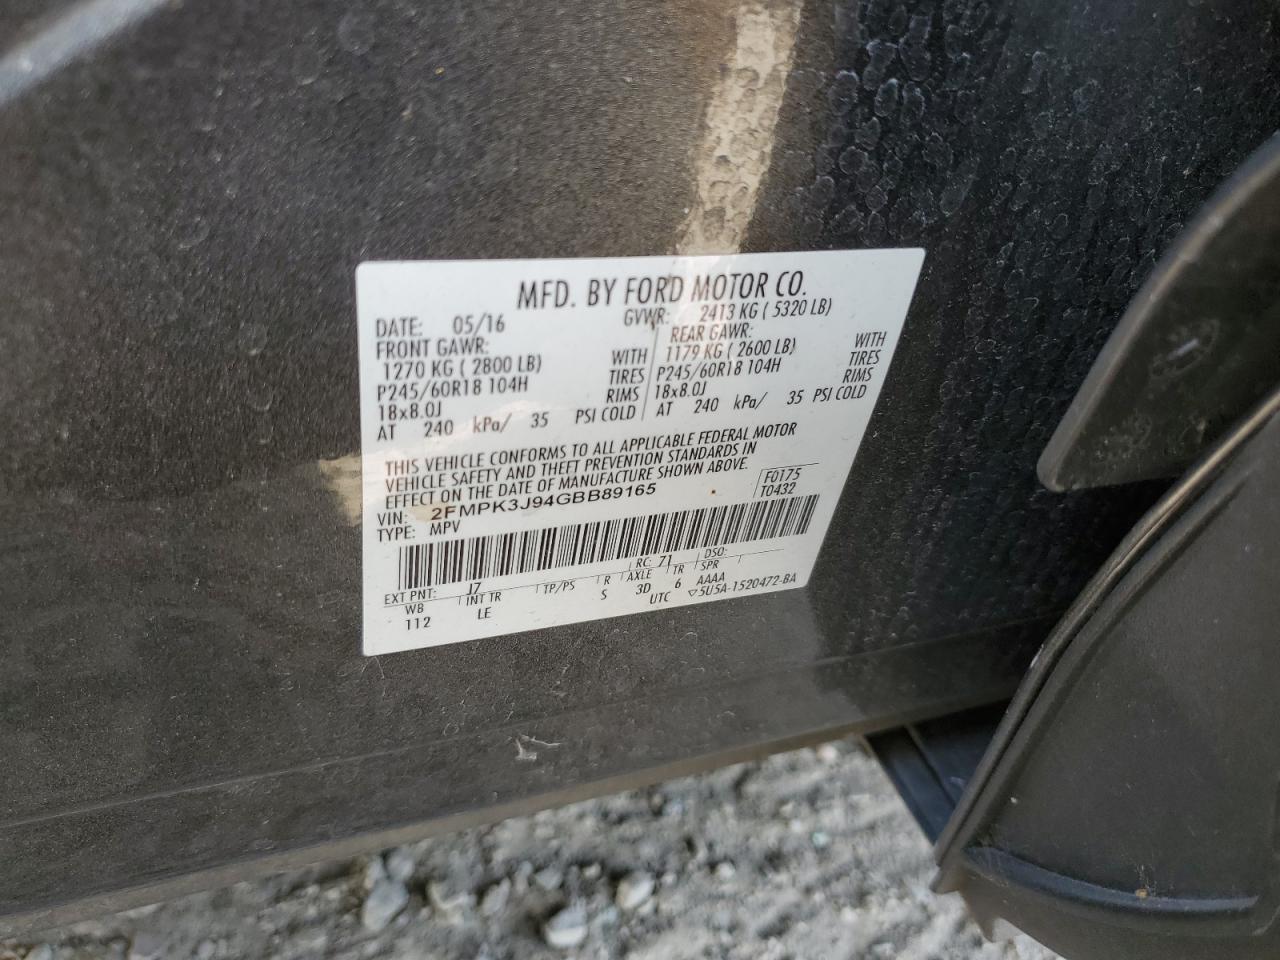 MFD. BY FORD MOTOR CO.
DATE: 05/16 GVWR: 2413 KG ( 5320 LB)
FRONT GAWR: REAR GAWR:
1270 KG ( 2800 LB) WITH 1179 KG ( 2600 LB) WITH
P245/60R18 104H TIRES P245/60R18 104H TIRES
18x8.0J RIMS 18x8.0J RIMS
AT 240 kPa/ 35 PSI COLD AT 240 kPa/ 35 PSI COLD
THIS VEHICLE CONFORMS TO ALL APPLICABLE FEDERAL MOTOR
VEHICLE SAFETY AND THEFT PREVENTION STANDARDS IN
EFFECT ON THE DATE OF MANUFACTURE SHOWN ABOVE.
VIN: 2FMPK3J94GBB89165 F0175
TYPE: MPV T0432
EXT PNT: J7 RC: 71 DSO:
WB INT TR TP/PS R AXLE TR SPR
112 LE S 3D 6 AAAA
UTC ▽5U5A-1520472-BA